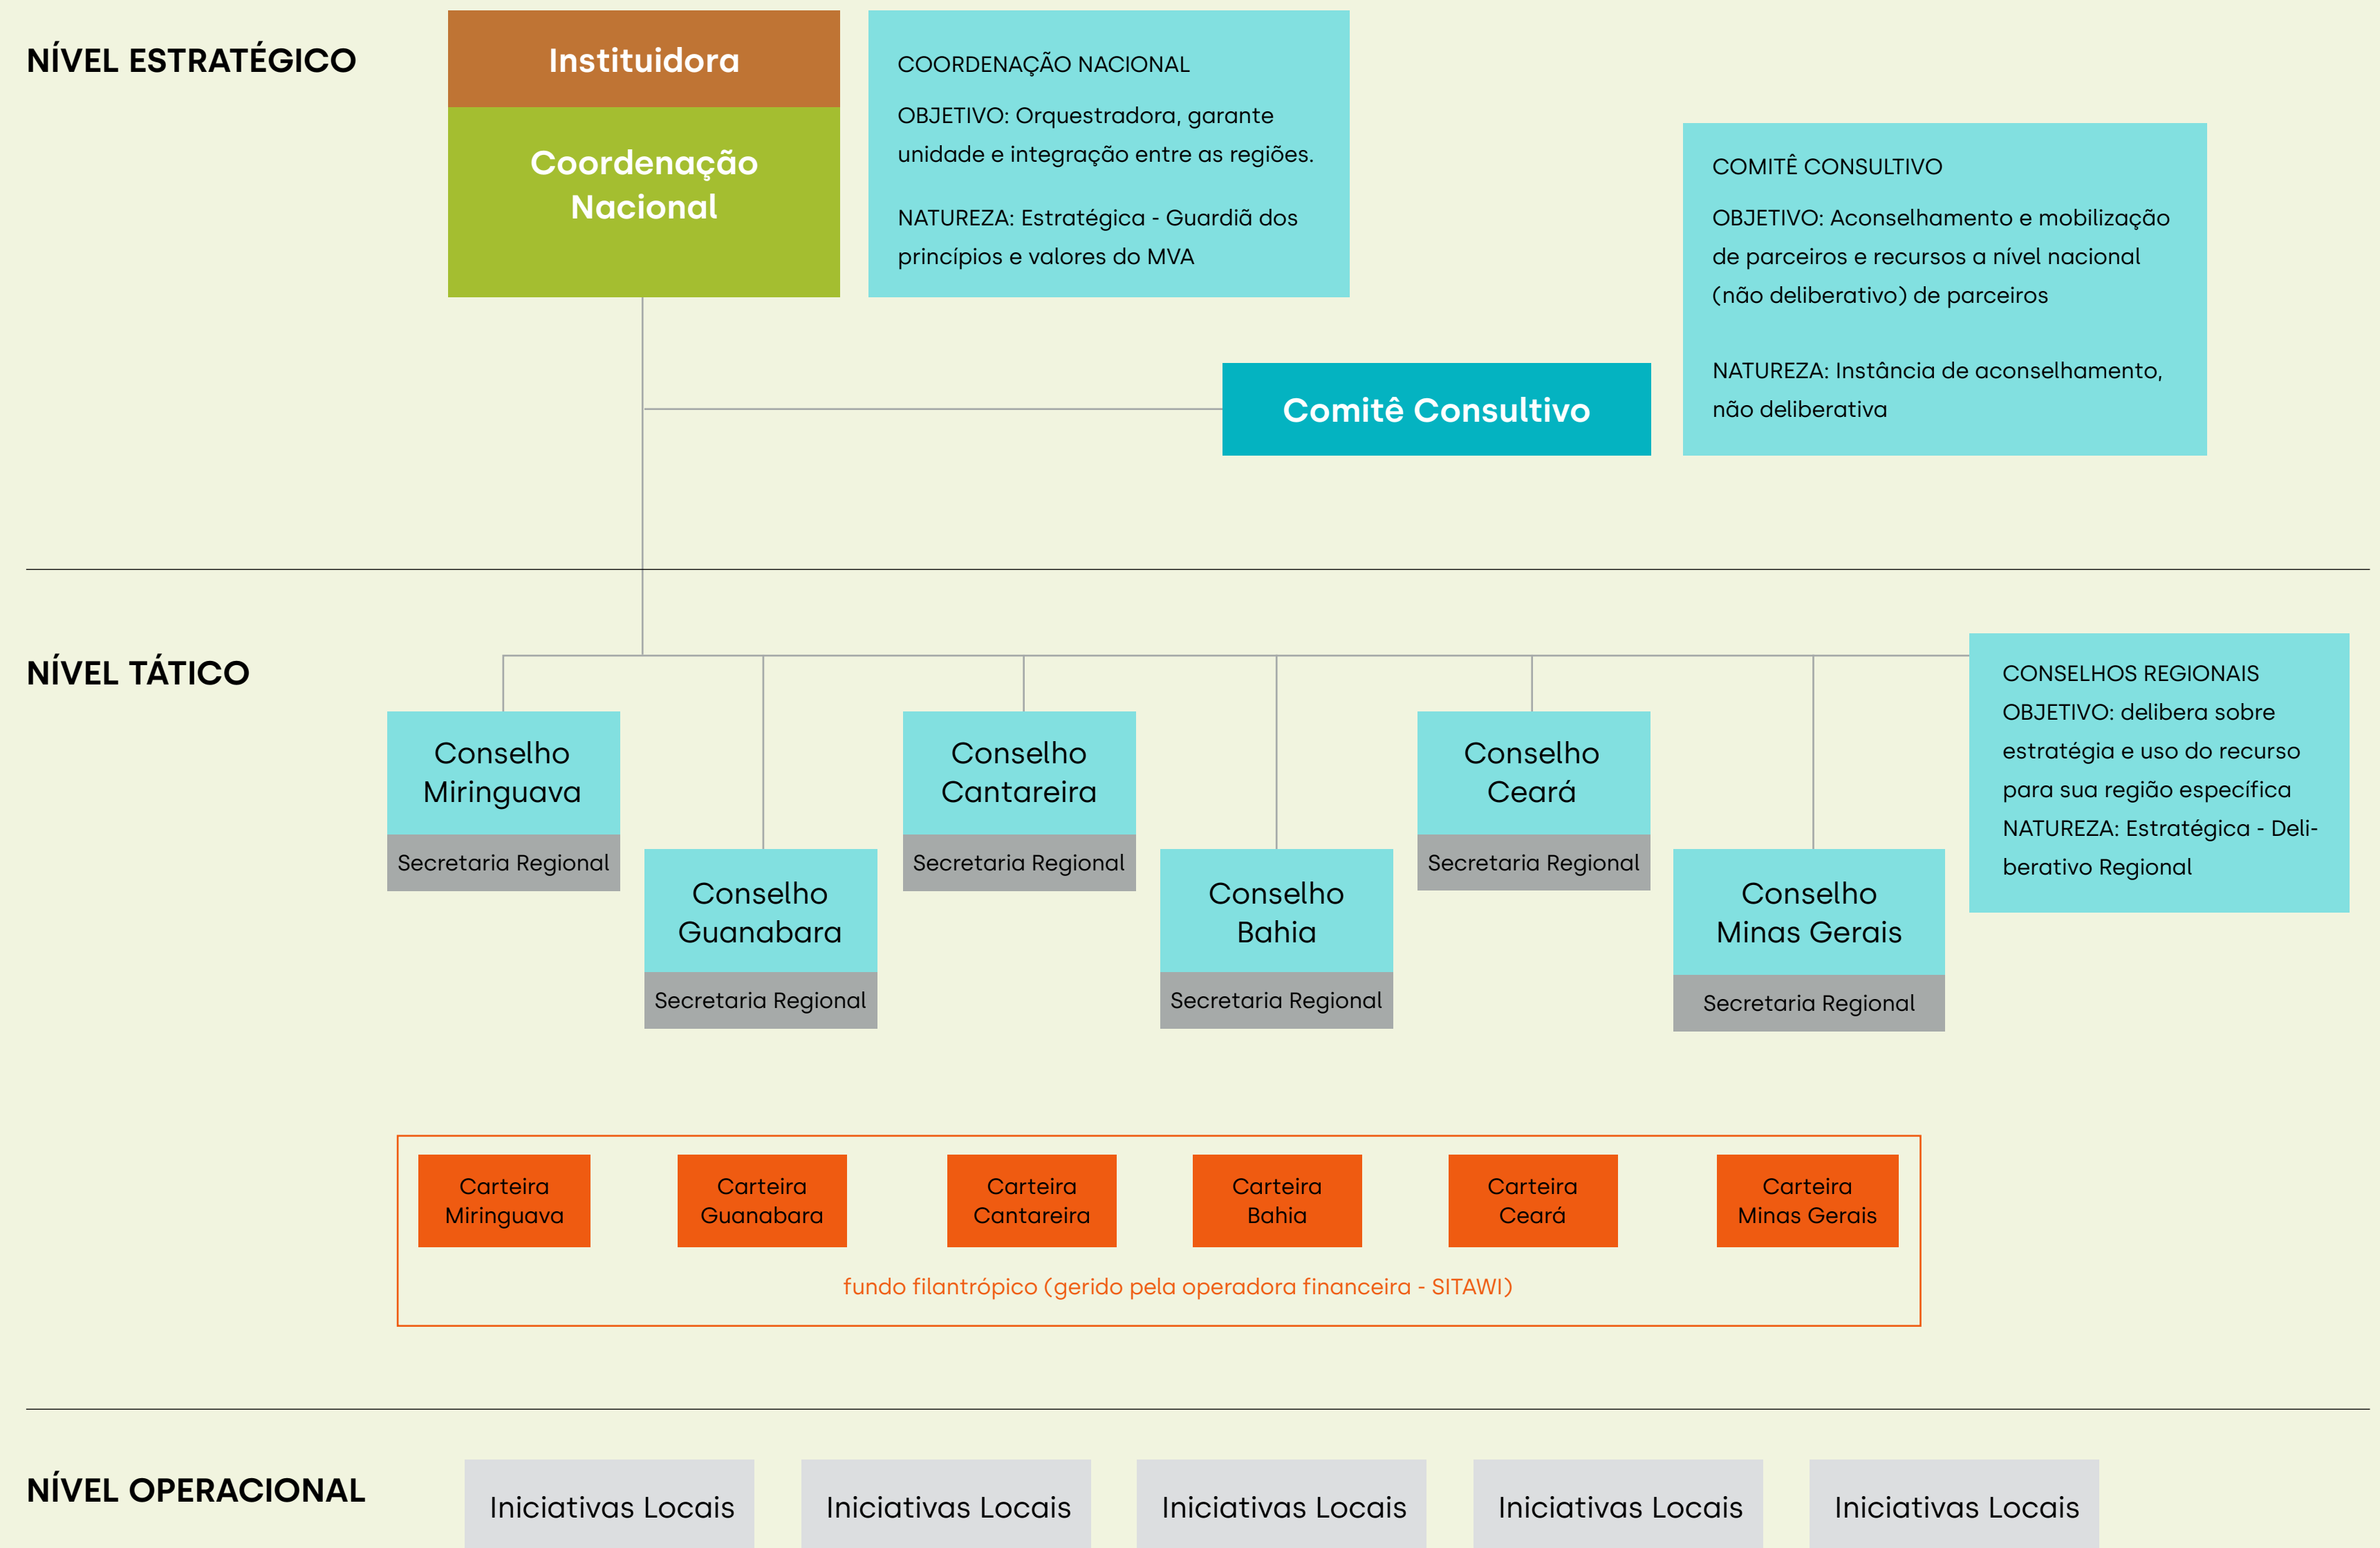 NÍVEL ESTRATÉGICO
Instituidora
Coordenação
Nacional
COORDENAÇÃO NACIONAL
OBJETIVO: Orquestradora, garante
unidade e integração entre as regiões.
NATUREZA: Estratégica - Guardiã dos
princípios e valores do MVA
Comitê Consultivo
COMITÊ CONSULTIVO
OBJETIVO: Aconselhamento e mobilização
de parceiros e recursos a nível nacional
(não deliberativo) de parceiros
NATUREZA: Instância de aconselhamento,
não deliberativa
NÍVEL TÁTICO
Conselho
Miringuava
Secretaria Regional
Conselho
Guanabara
Secretaria Regional
Conselho
Cantareira
Secretaria Regional
Conselho
Bahia
Secretaria Regional
Conselho
Ceará
Secretaria Regional
Conselho
Minas Gerais
Secretaria Regional
CONSELHOS REGIONAIS
OBJETIVO: delibera sobre
estratégia e uso do recurso
para sua região específica
NATUREZA: Estratégica - Deli-
berativo Regional
Carteira
Miringuava
Carteira
Guanabara
Carteira
Cantareira
Carteira
Bahia
Carteira
Ceará
Carteira
Minas Gerais
fundo filantrópico (gerido pela operadora financeira - SITAWI)
NÍVEL OPERACIONAL
Iniciativas Locais
Iniciativas Locais
Iniciativas Locais
Iniciativas Locais
Iniciativas Locais